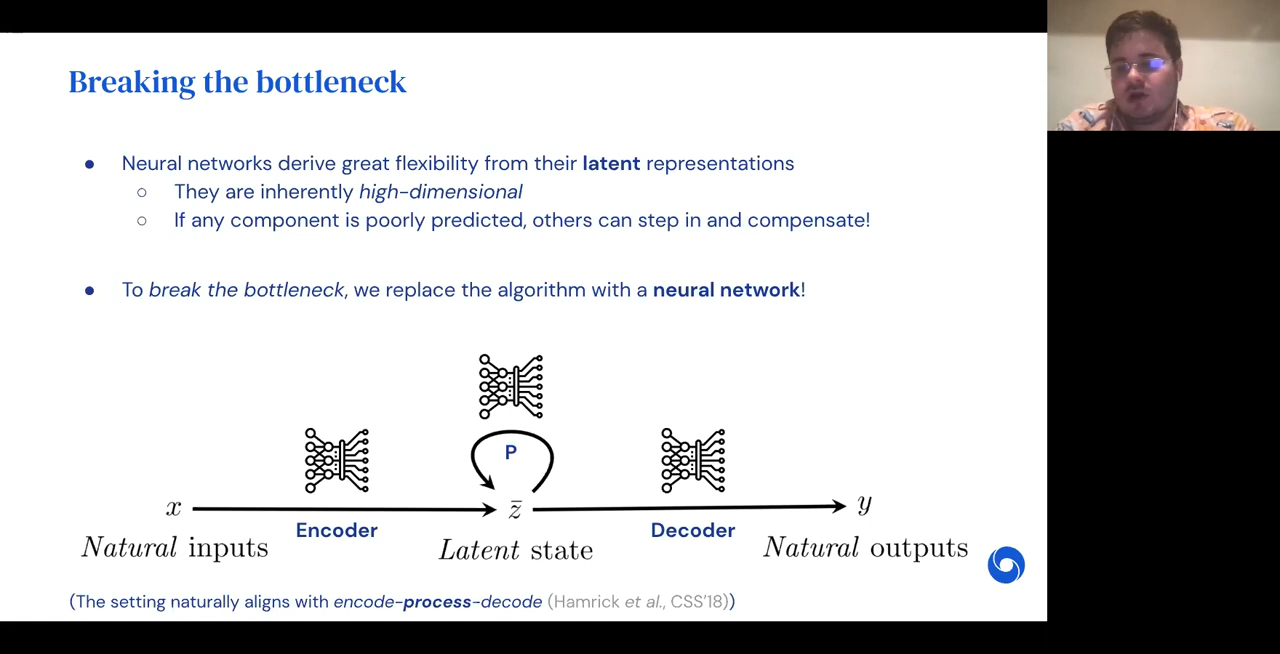 Breaking the bottleneck
● Neural networks derive great flexibility from their latent representations
○ They are inherently high-dimensional
○ If any component is poorly predicted, others can step in and compensate!
● To break the bottleneck, we replace the algorithm with a neural network!
P
x z̄ y
Encoder Decoder
Natural inputs Latent state Natural outputs
(The setting naturally aligns with encode-process-decode (Hamrick et al., CSS'18))